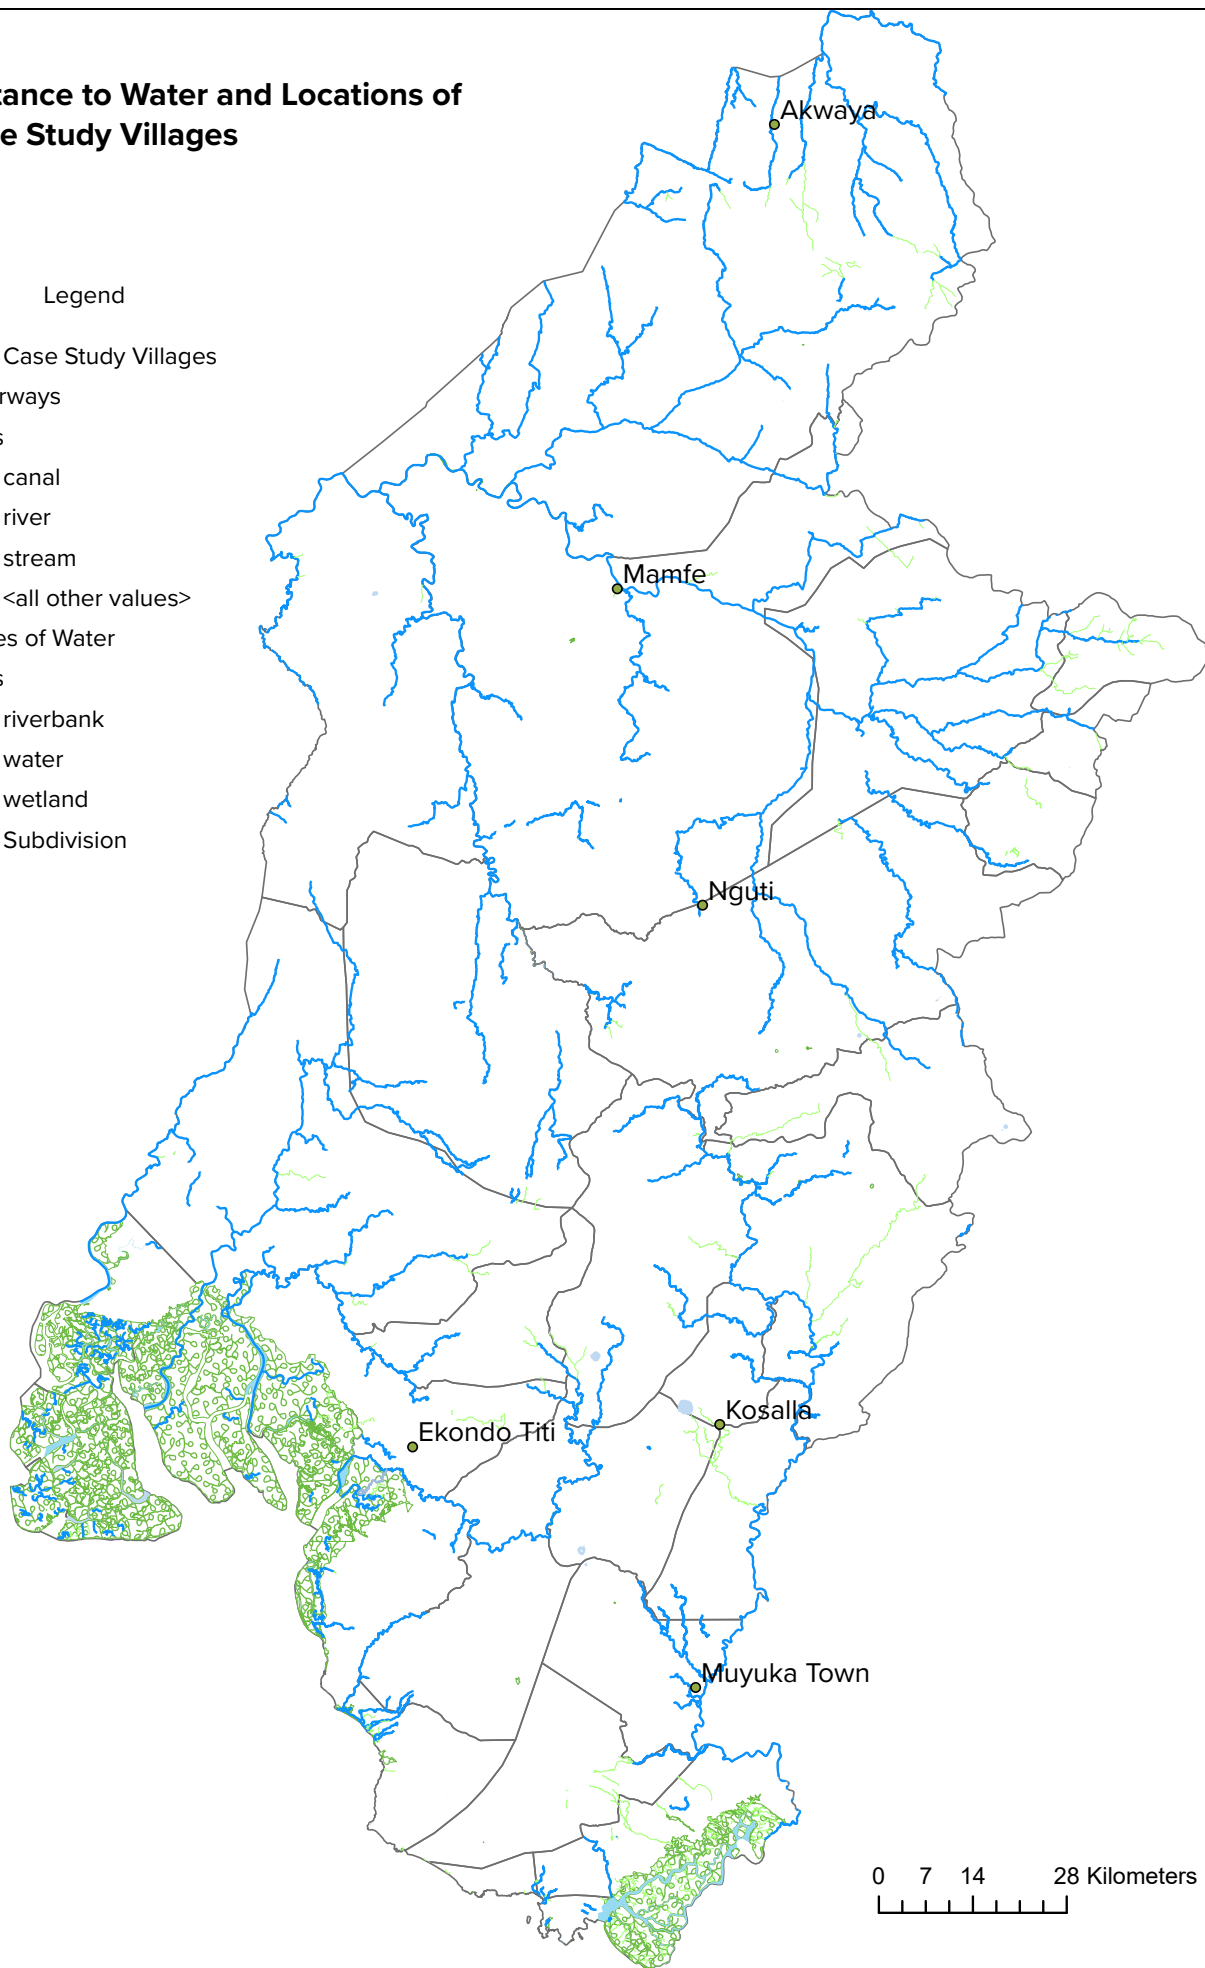 tance to Water and Locations of
e Study Villages
Akwaya
Legend
Case Study Villages
rways
s
canal
river
stream
<all other values>
es of Water
s
riverbank
water
wetland
Subdivision
Mamfe
Nguti
Kosalla
Ekondo Titi
Muyuka Town
0 7 14 28 Kilometers